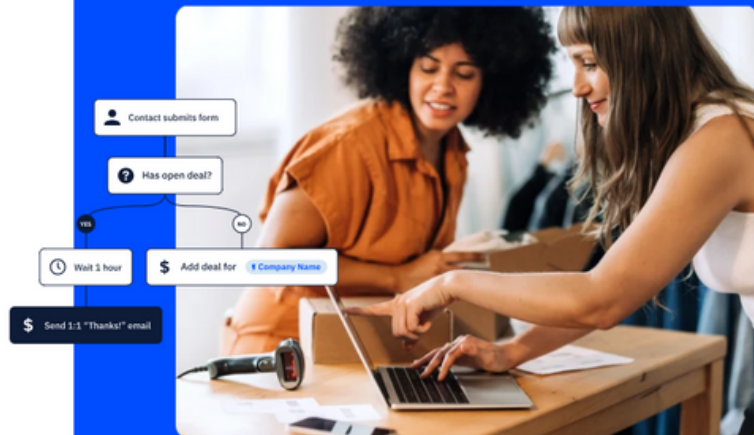 Contact submits form
Has open deal?
YES
NO
Wait 1 hour
Add deal for Company Name
Send 1:1 “Thanks!” email